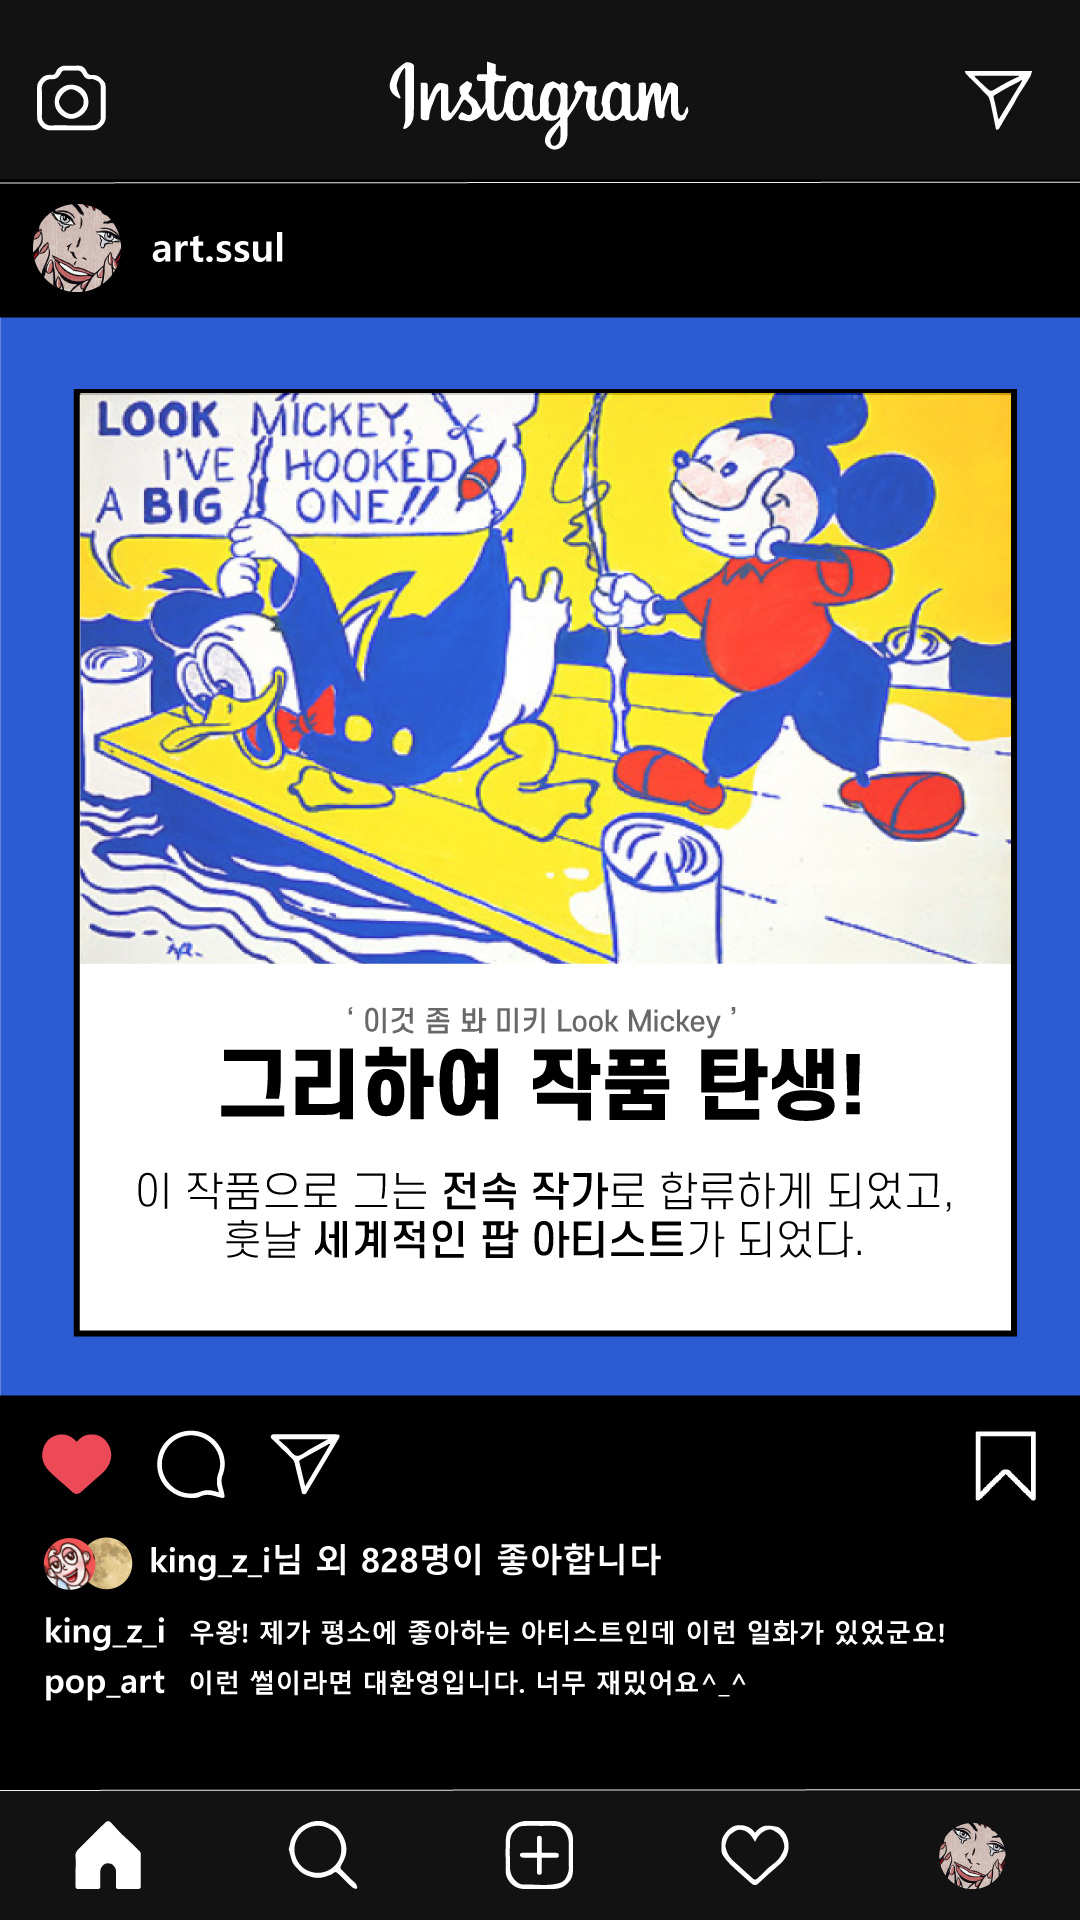 Instagram
art.ssul
LOOK MICKEY,
I'VE HOOKED
A BIG ONE!!
‘ 이것 좀 봐 미키 Look Mickey ’
그리하여 작품 탄생!
이 작품으로 그는 전속 작가로 합류하게 되었고,
훗날 세계적인 팝 아티스트가 되었다.
king_z_i님 외 828명이 좋아합니다
king_z_i 우왕! 제가 평소에 좋아하는 아티스트인데 이런 일화가 있었군요!
pop_art 이런 썰이라면 대환영입니다. 너무 재밌어요^_^